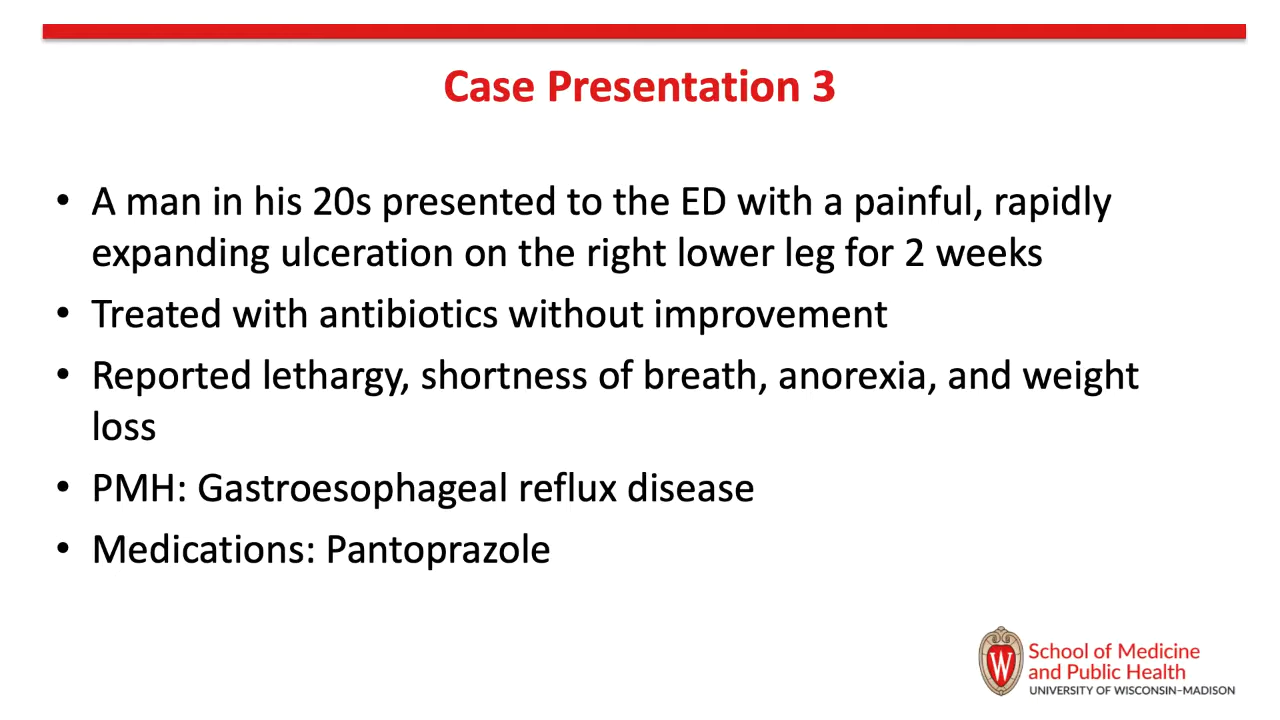 Case Presentation 3
• A man in his 20s presented to the ED with a painful, rapidly
expanding ulceration on the right lower leg for 2 weeks
• Treated with antibiotics without improvement
• Reported lethargy, shortness of breath, anorexia, and weight
loss
• PMH: Gastroesophageal reflux disease
• Medications: Pantoprazole
W
School of Medicine
and Public Health
UNIVERSITY OF WISCONSIN–MADISON